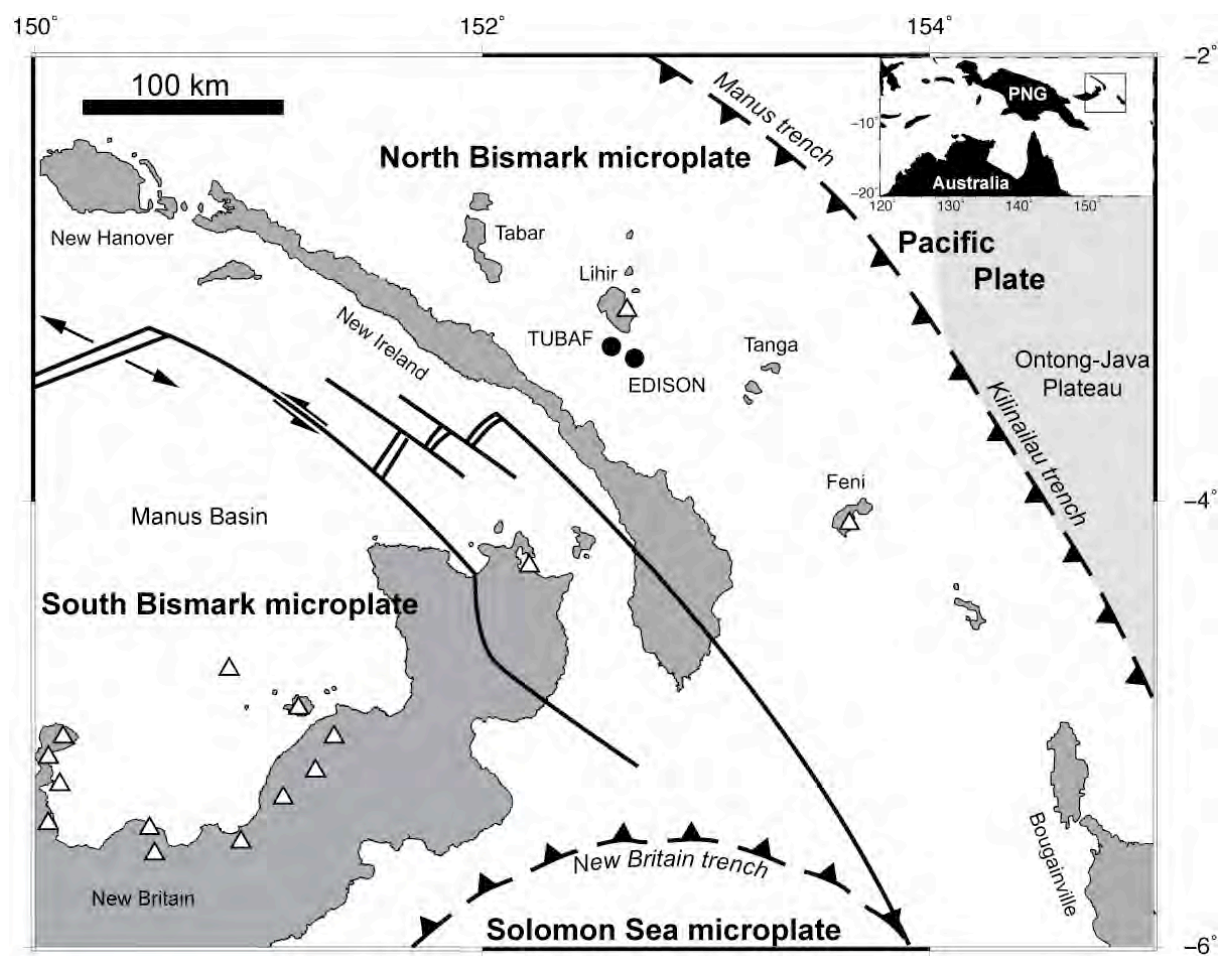 150°
152°
154°
−2°
100 km
Manus trench
PNG
−10°
North Bismark microplate
Australia
−20°
120°
130°
140°
150°
New Hanover
Tabar
Pacific
Plate
Lihir
New Ireland
TUBAF
Tanga
EDISON
Ontong-Java
Plateau
Kilinailau trench
Feni
−4°
Manus Basin
South Bismark microplate
Bougainville
New Britain trench
New Britain
Solomon Sea microplate
−6°